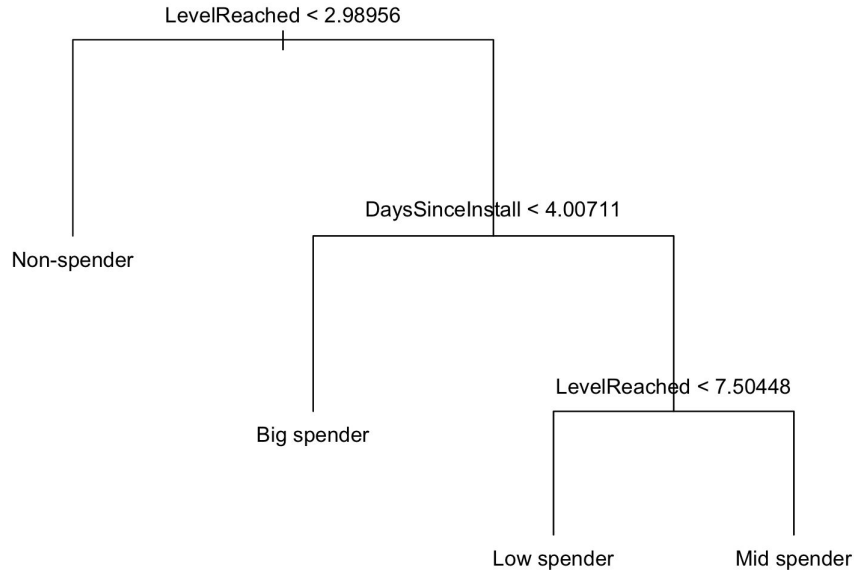 LevelReached < 2.98956
DaysSinceInstall < 4.00711
Non-spender
LevelReached < 7.50448
Big spender
Low spender
Mid spender